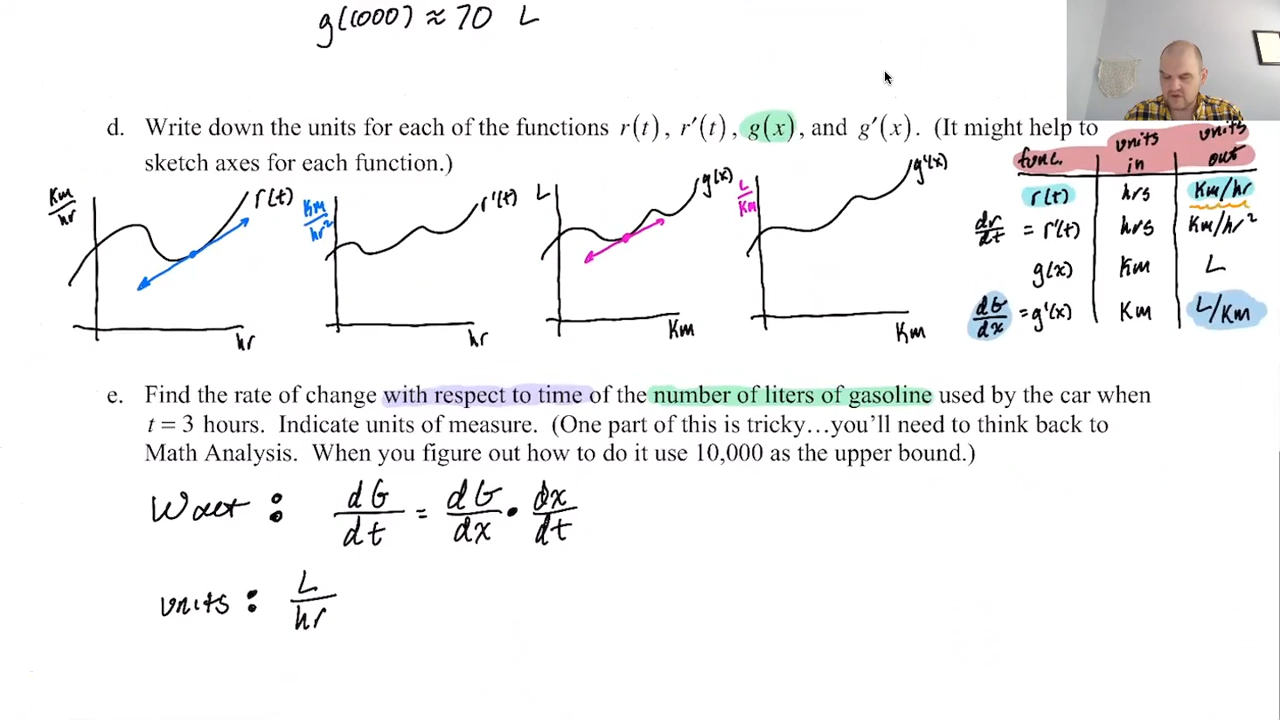 g(1000) ≈ 70 L
d. Write down the units for each of the functions r(t), r′(t), g(x), and g′(x). (It might help to
sketch axes for each function.)
Km/hr r(t) hr
Km/hr² r'(t) hr
L g(x) Km
L/Km g'(x) Km
func. units in units out
r(t) hrs Km/hr
dr/dt = r'(t) hrs Km/hr²
g(x) Km L
dG/dx = g'(x) Km L/Km
e. Find the rate of change with respect to time of the number of liters of gasoline used by the car when
t = 3 hours. Indicate units of measure. (One part of this is tricky…you’ll need to think back to
Math Analysis. When you figure out how to do it use 10,000 as the upper bound.)
dG/dt = dG/dx · dx/dt
units : L/hr